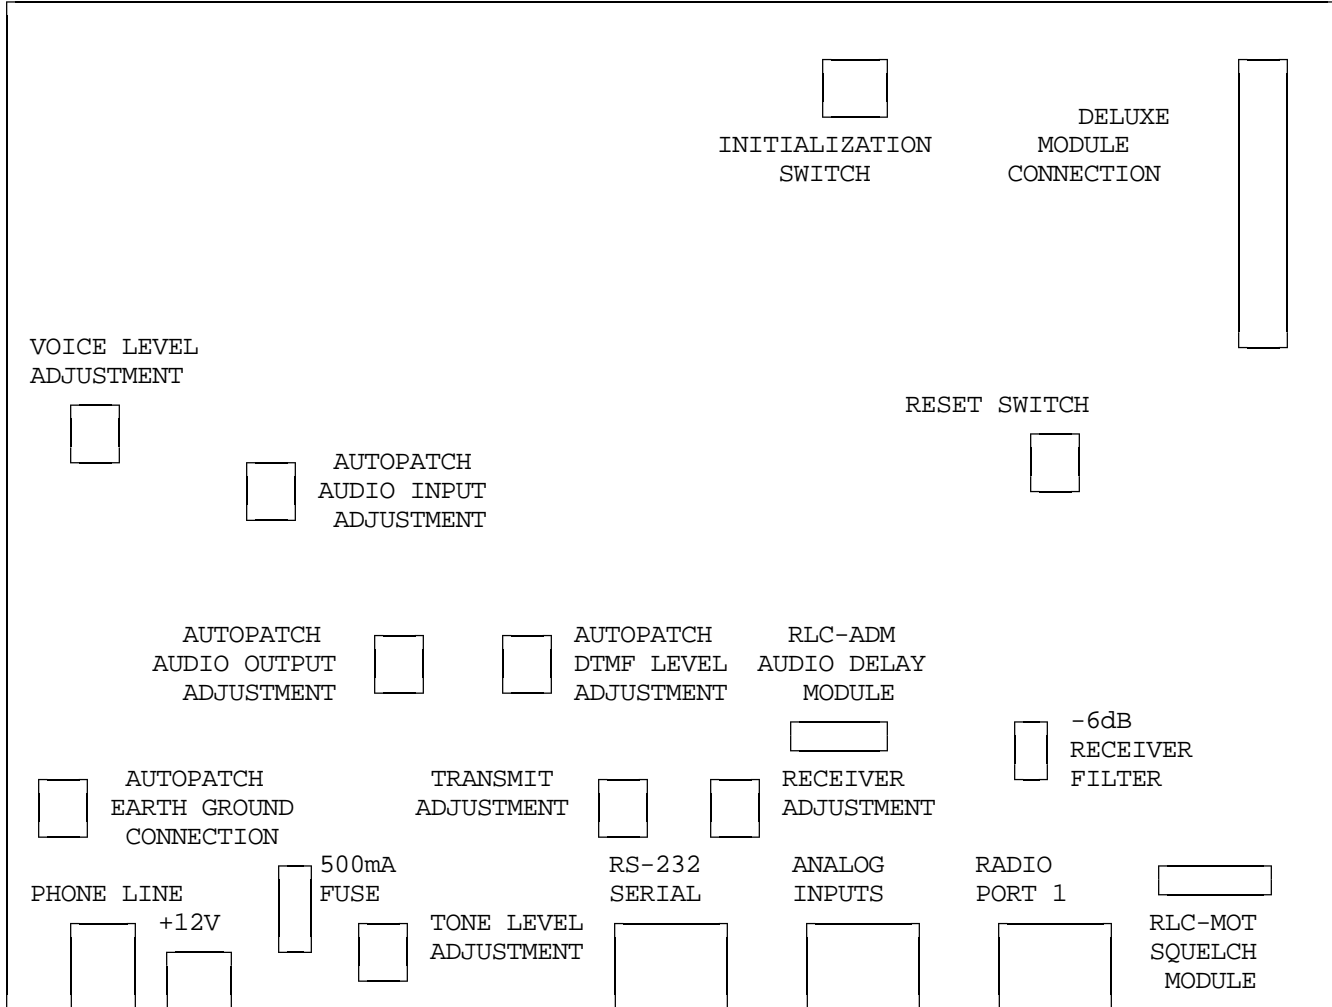 INITIALIZATION
SWITCH
DELUXE
MODULE
CONNECTION
VOICE LEVEL
ADJUSTMENT
RESET SWITCH
AUTOPATCH
AUDIO INPUT
ADJUSTMENT
AUTOPATCH
AUDIO OUTPUT
ADJUSTMENT
AUTOPATCH
DTMF LEVEL
ADJUSTMENT
RLC-ADM
AUDIO DELAY
MODULE
-6dB
RECEIVER
FILTER
AUTOPATCH
EARTH GROUND
CONNECTION
TRANSMIT
ADJUSTMENT
RECEIVER
ADJUSTMENT
PHONE LINE
+12V
500mA
FUSE
TONE LEVEL
ADJUSTMENT
RS-232
SERIAL
ANALOG
INPUTS
RADIO
PORT 1
RLC-MOT
SQUELCH
MODULE